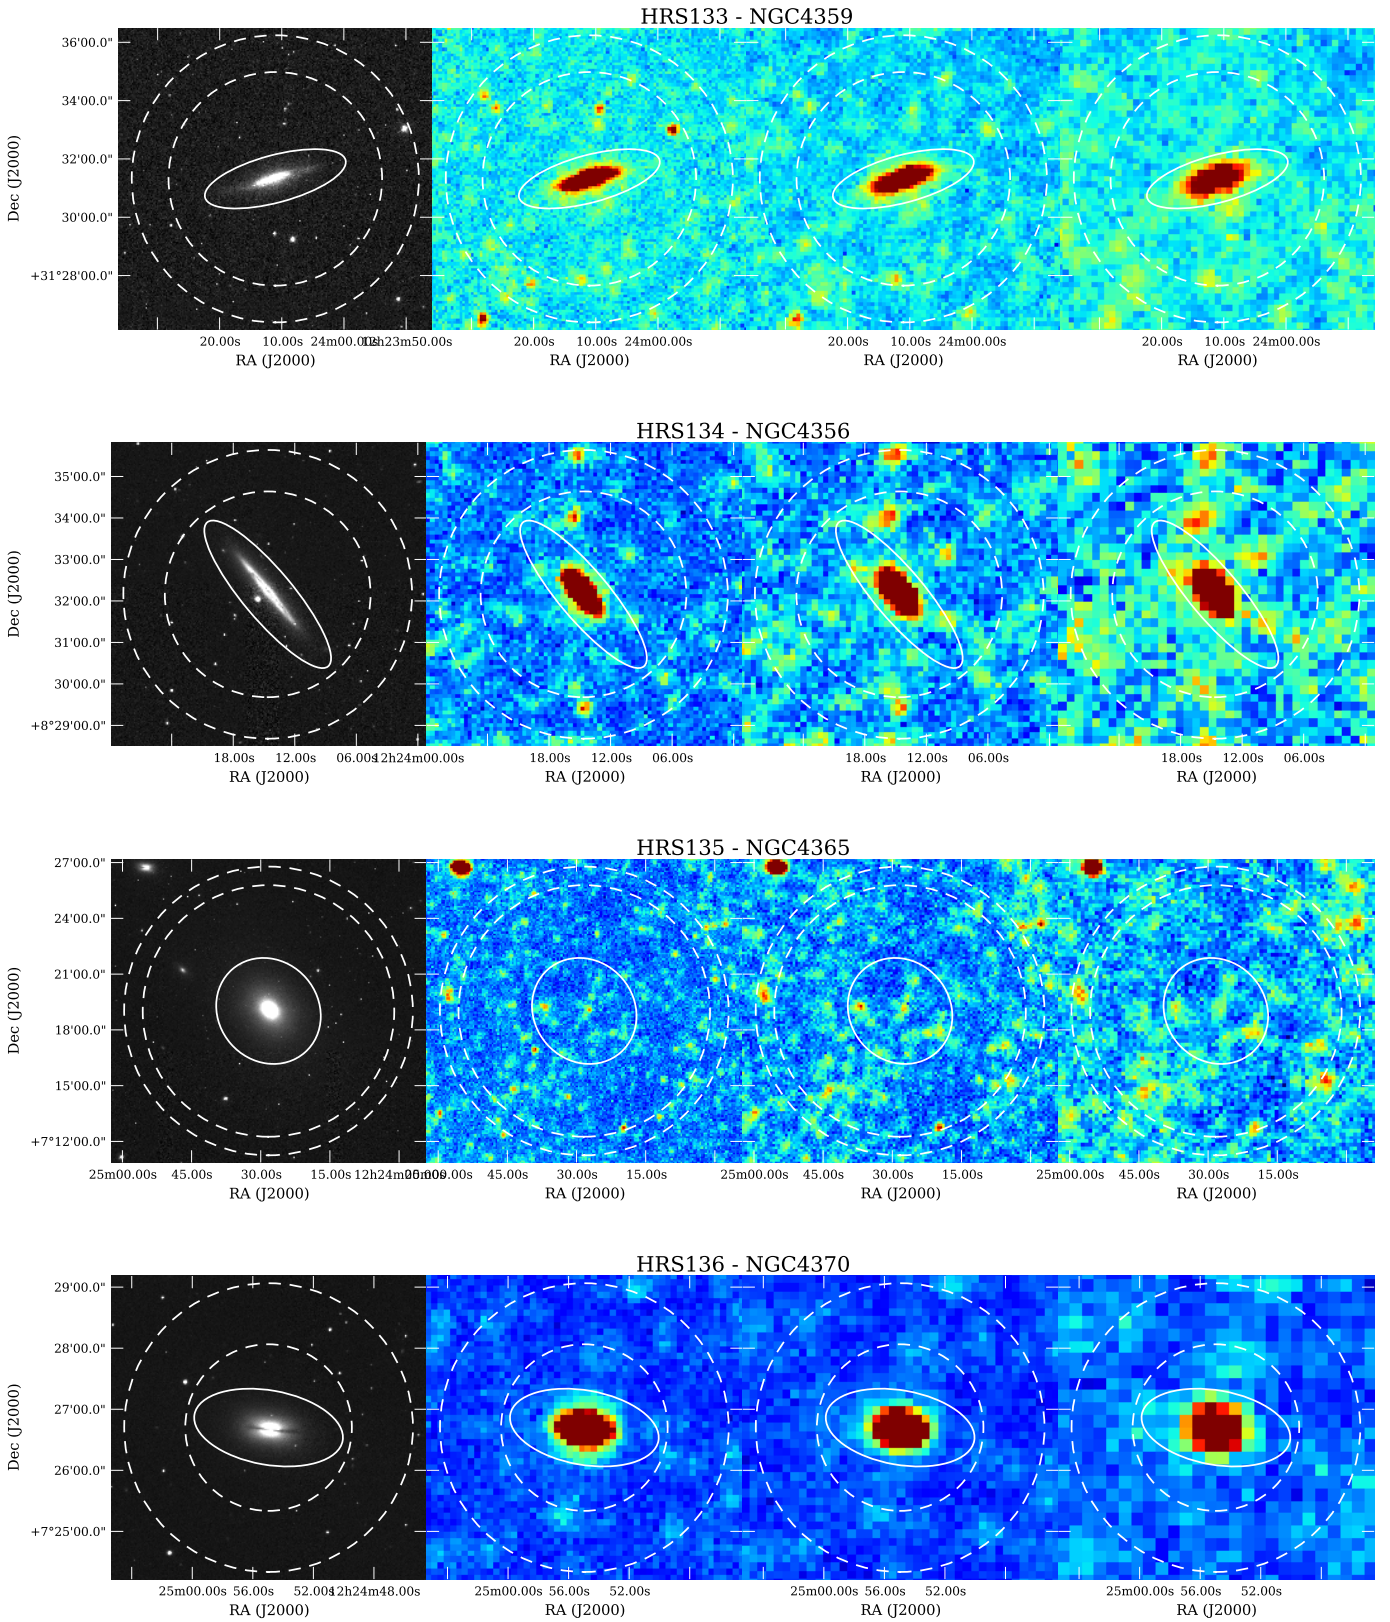 HRS133 - NGC4359
36'00.0"
34'00.0"
32'00.0"
30'00.0"
+31°28'00.0"
Dec (J2000)
20.00s 10.00s 24m00.00s 12h23m50.00s 20.00s 10.00s 24m00.00s 20.00s 10.00s 24m00.00s 20.00s 10.00s 24m00.00s
RA (J2000) RA (J2000) RA (J2000) RA (J2000)
HRS134 - NGC4356
35'00.0"
34'00.0"
33'00.0"
32'00.0"
31'00.0"
30'00.0"
+8°29'00.0"
Dec (J2000)
18.00s 12.00s 06.00s 12h24m00.00s 18.00s 12.00s 06.00s 18.00s 12.00s 06.00s 18.00s 12.00s 06.00s
RA (J2000) RA (J2000) RA (J2000) RA (J2000)
HRS135 - NGC4365
27'00.0"
24'00.0"
21'00.0"
18'00.0"
15'00.0"
+7°12'00.0"
Dec (J2000)
25m00.00s 45.00s 30.00s 15.00s 12h24m00.00s 25m00.00s 45.00s 30.00s 15.00s 25m00.00s 45.00s 30.00s 15.00s 25m00.00s 45.00s 30.00s 15.00s
RA (J2000) RA (J2000) RA (J2000) RA (J2000)
HRS136 - NGC4370
29'00.0"
28'00.0"
27'00.0"
26'00.0"
+7°25'00.0"
Dec (J2000)
25m00.00s 56.00s 52.00s 12h24m48.00s 25m00.00s 56.00s 52.00s 25m00.00s 56.00s 52.00s 25m00.00s 56.00s 52.00s
RA (J2000) RA (J2000) RA (J2000) RA (J2000)